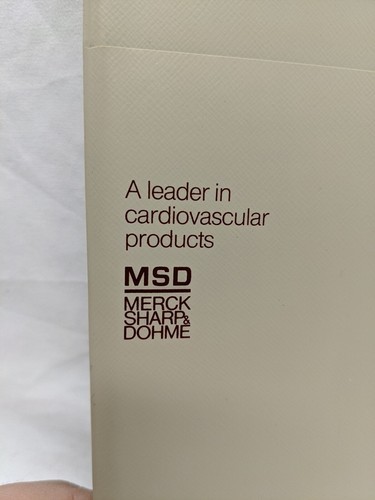 A leader in
cardiovascular
products
MSD
MERCK
SHARP&
DOHME